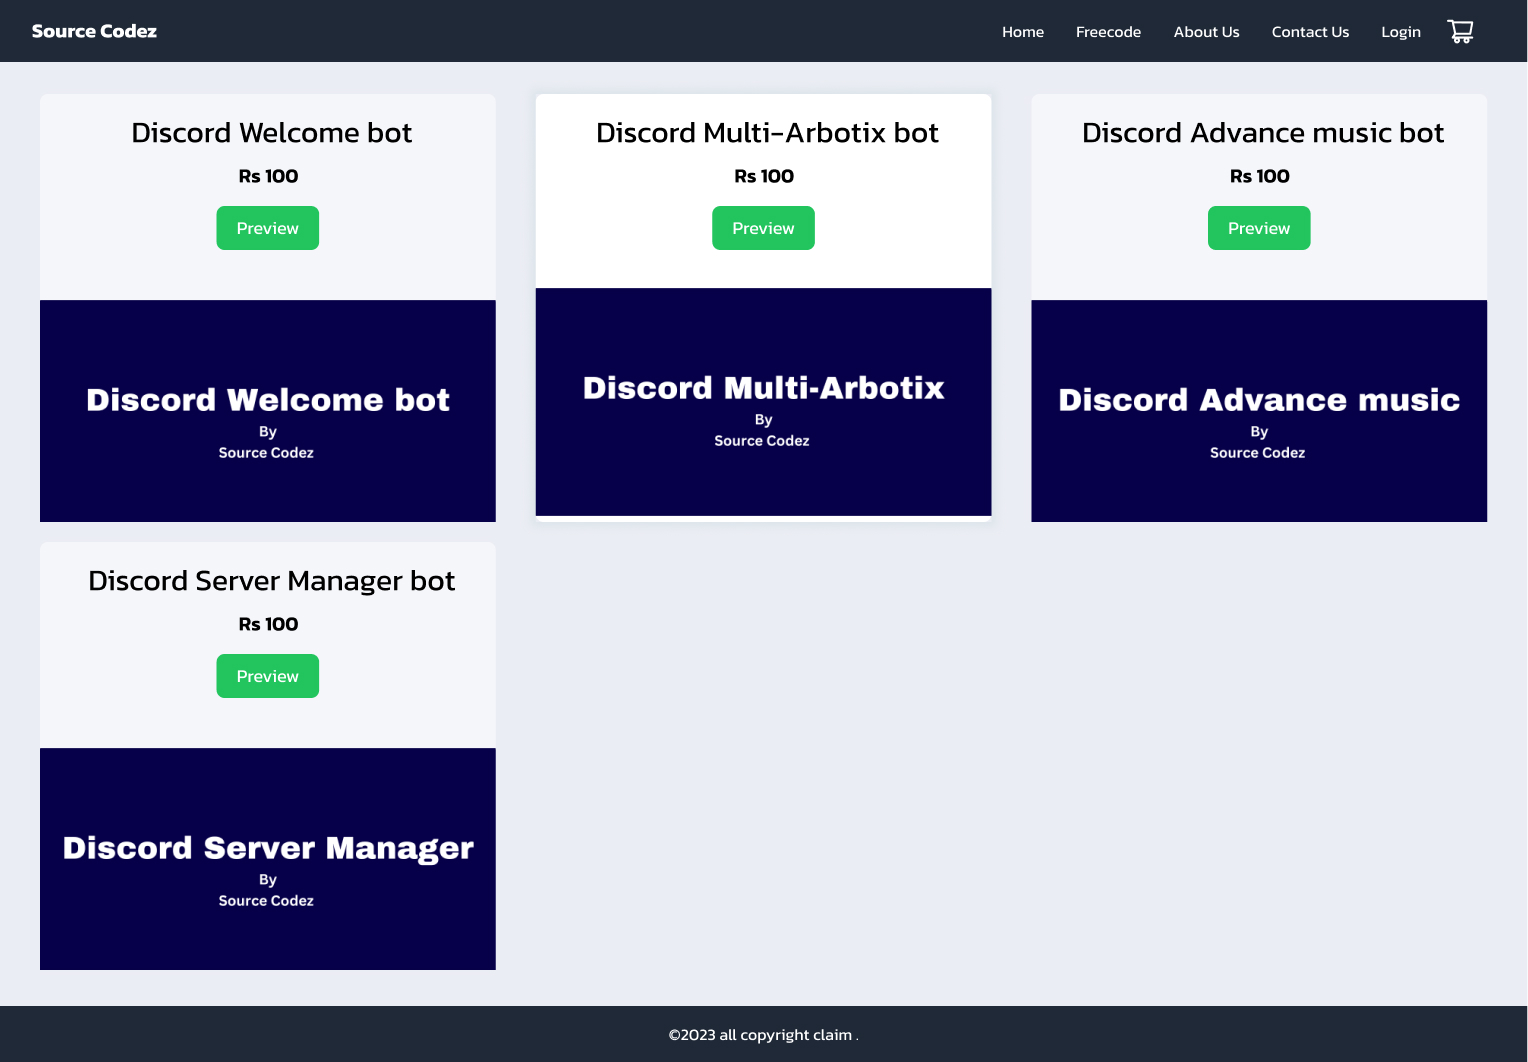 Source Codez
Home Freecode About Us Contact Us Login
Discord Welcome bot
Rs 100
Preview
Discord Welcome bot
By
Source Codez
Discord Multi-Arbotix bot
Rs 100
Preview
Discord Multi-Arbotix
By
Source Codez
Discord Advance music bot
Rs 100
Preview
Discord Advance music
By
Source Codez
Discord Server Manager bot
Rs 100
Preview
Discord Server Manager
By
Source Codez
©2023 all copyright claim .